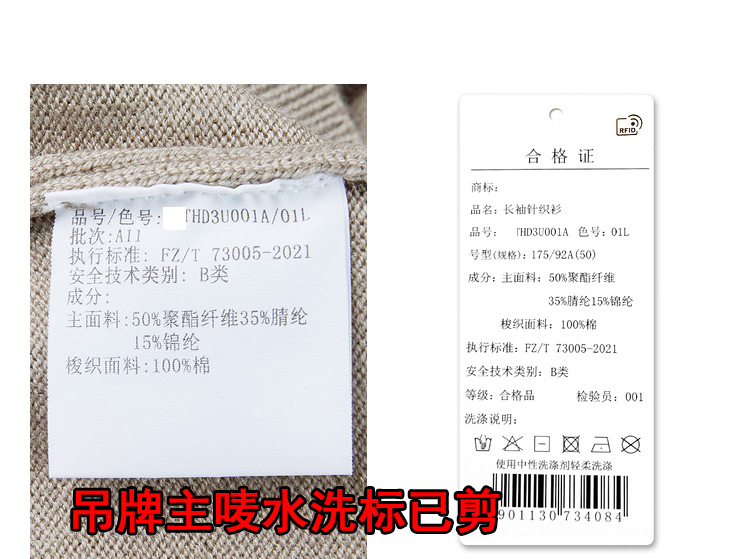 品号/色号: THD3U001A/01L
批次:A11
执行标准: FZ/T 73005-2021
安全技术类别: B类
成分:
主面料:50%聚酯纤维35%腈纶
15%锦纶
梭织面料:100%棉
吊牌主唛水洗标已剪
RFID
合格证
商标:
品名: 长袖针织衫
品号: THD3U001A 色号: 01L
号型(规格): 175/92A(50)
成分: 主面料: 50%聚酯纤维
35%腈纶15%锦纶
梭织面料: 100%棉
执行标准: FZ/T 73005-2021
安全技术类别: B类
等级: 合格品 检验员: 001
洗涤说明:
使用中性洗涤剂轻柔洗涤
901130 734084